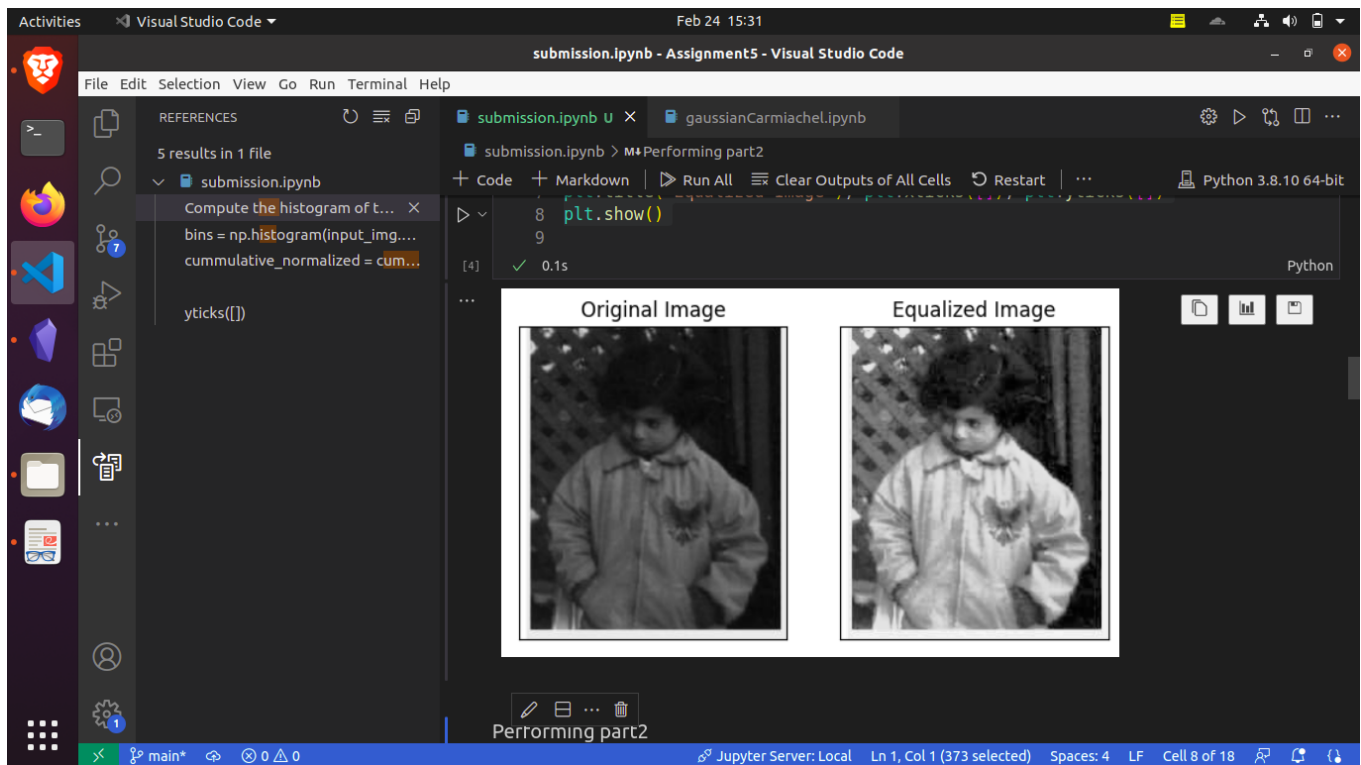 Activities Visual Studio Code Feb 24 15:31
submission.ipynb - Assignment5 - Visual Studio Code
File Edit Selection View Go Run Terminal Help
REFERENCES
5 results in 1 file
submission.ipynb
Compute the histogram of t...
bins = np.histogram(input_img....
cummulative_normalized = cum...
yticks([])
submission.ipynb U
gaussianCarmiachel.ipynb
submission.ipynb > M↓ Performing part2
+ Code + Markdown Run All Clear Outputs of All Cells Restart ... Python 3.8.10 64-bit
8 plt.show()
9
[4] ✓ 0.1s Python
...
Original Image Equalized Image
7
1
Performing part2
main* 0 0 Jupyter Server: Local Ln 1, Col 1 (373 selected) Spaces: 4 LF Cell 8 of 18